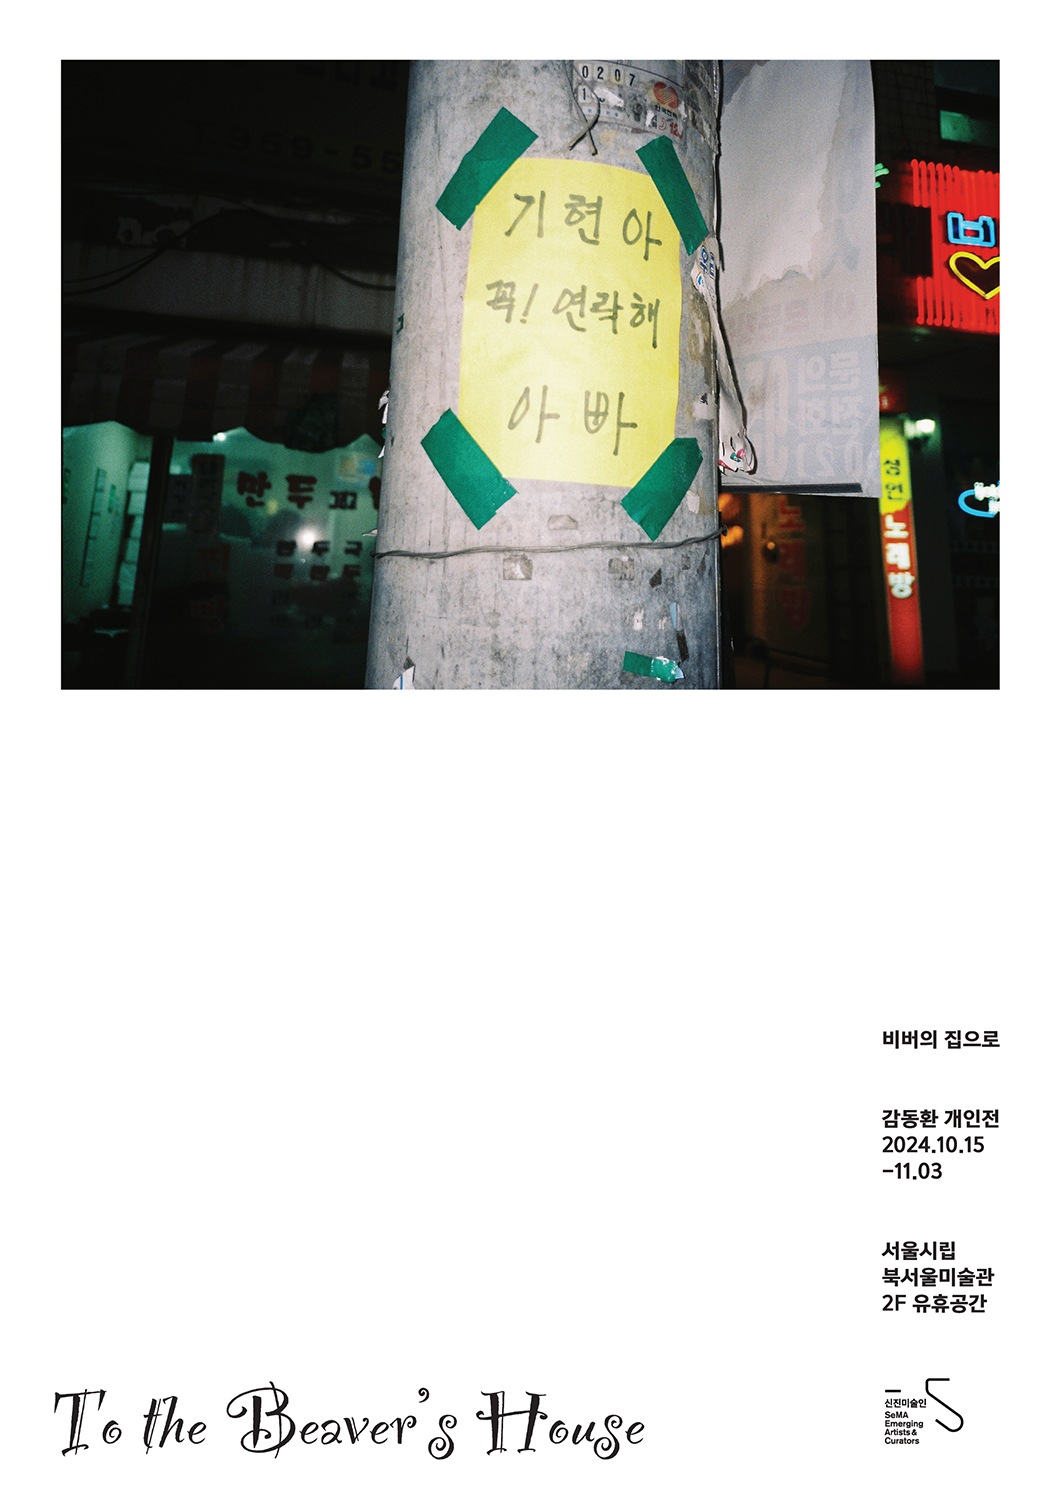 0207
기현아
꼭! 연락해
아빠
만두
노래방
비버의 집으로
감동환 개인전
2024.10.15
–11.03
서울시립
북서울미술관
2F 유휴공간
To the Beaver's House
신진미술인
SeMA
Emerging
Artists &
Curators